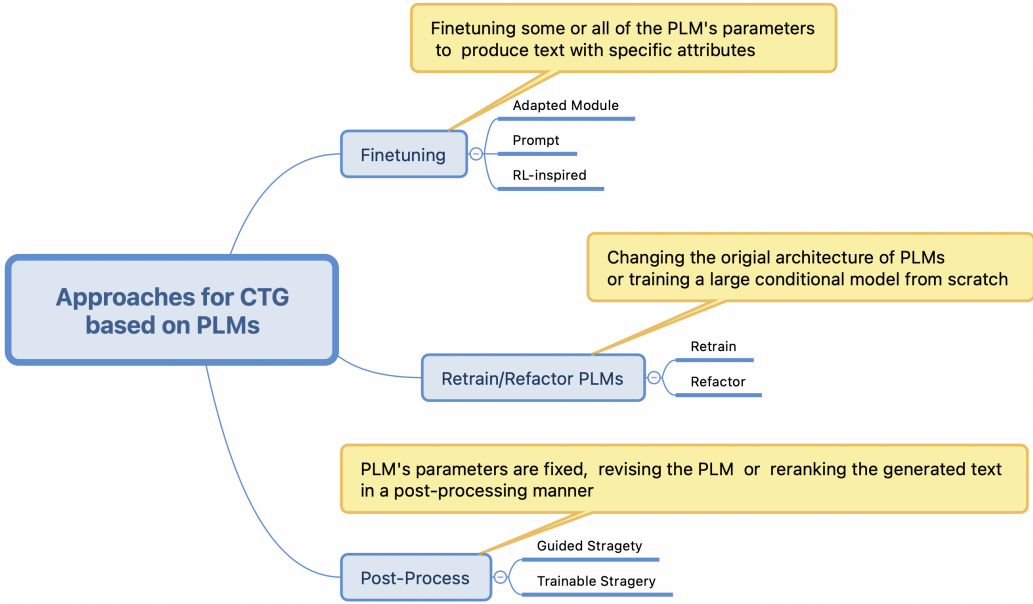 Finetuning some or all of the PLM's parameters
to produce text with specific attributes
Adapted Module
Finetuning
Prompt
RL-inspired
Changing the origial architecture of PLMs
or training a large conditional model from scratch
Approaches for CTG
based on PLMs
Retrain/Refactor PLMs
Retrain
Refactor
PLM's parameters are fixed, revising the PLM or reranking the generated text
in a post-processing manner
Post-Process
Guided Stragety
Trainable Stragery